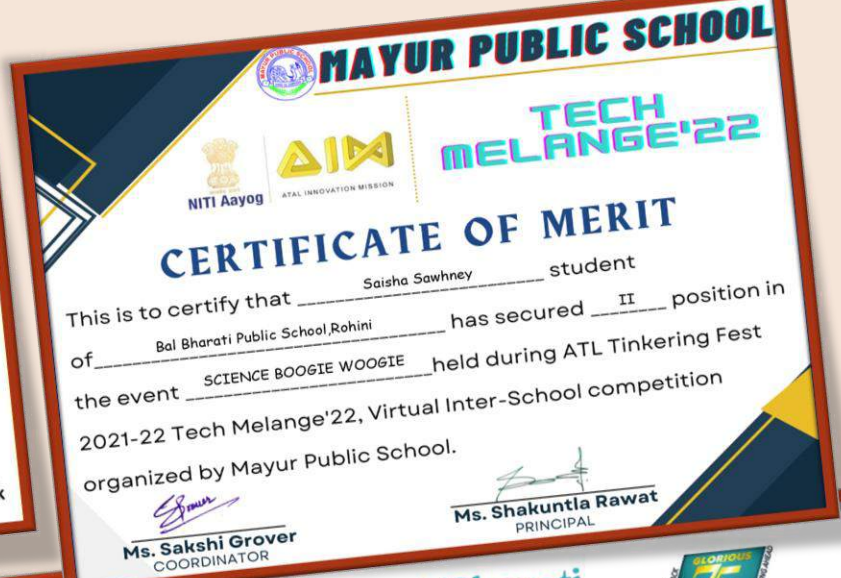 MAYUR PUBLIC SCHOOL
TECH
MELANGE'22
NITI Aayog
AIM
ATAL INNOVATION MISSION
CERTIFICATE OF MERIT
This is to certify that Saisha Sawhney student
of Bal Bharati Public School,Rohini has secured II position in
the event SCIENCE BOOGIE WOOGIE held during ATL Tinkering Fest
2021-22 Tech Melange'22, Virtual Inter-School competition
organized by Mayur Public School.
Ms. Sakshi Grover
COORDINATOR
Ms. Shakuntla Rawat
PRINCIPAL
GLORIOUS
75